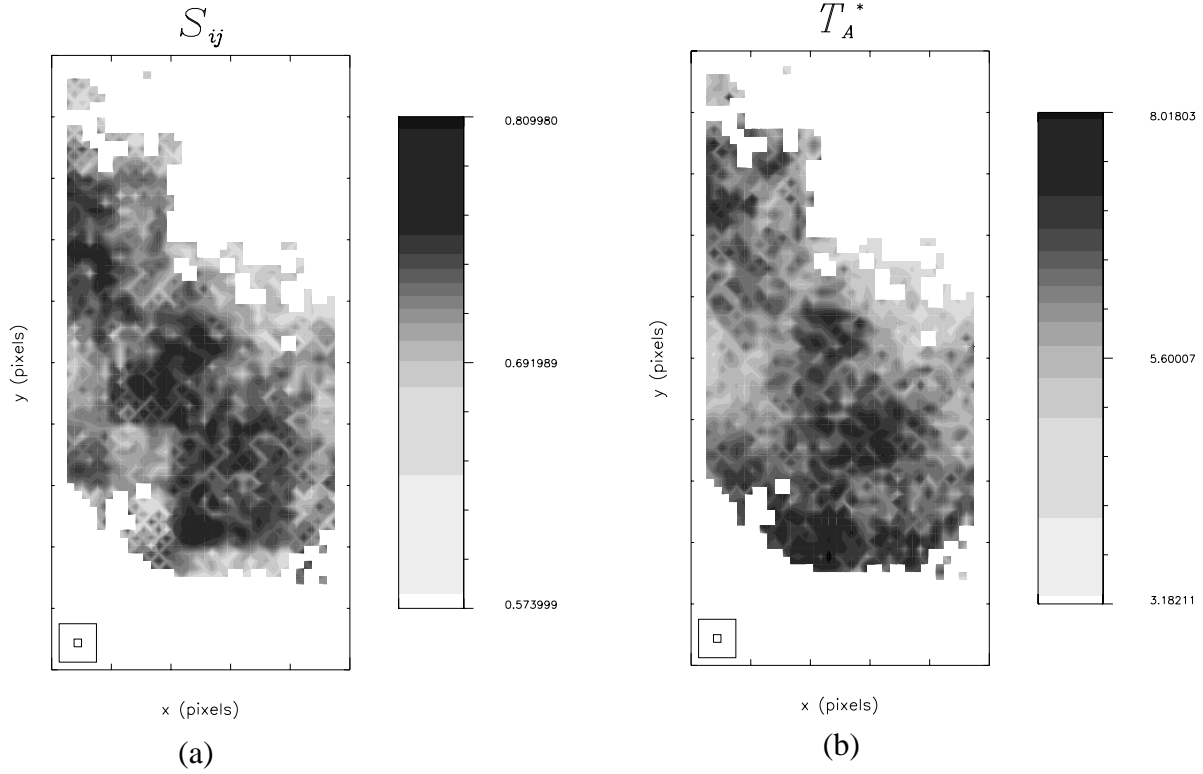 S_ij
T_A^*
0.809980
0.691989
0.573999
y (pixels)
x (pixels)
(a)
8.01803
5.60007
3.18211
y (pixels)
x (pixels)
(b)